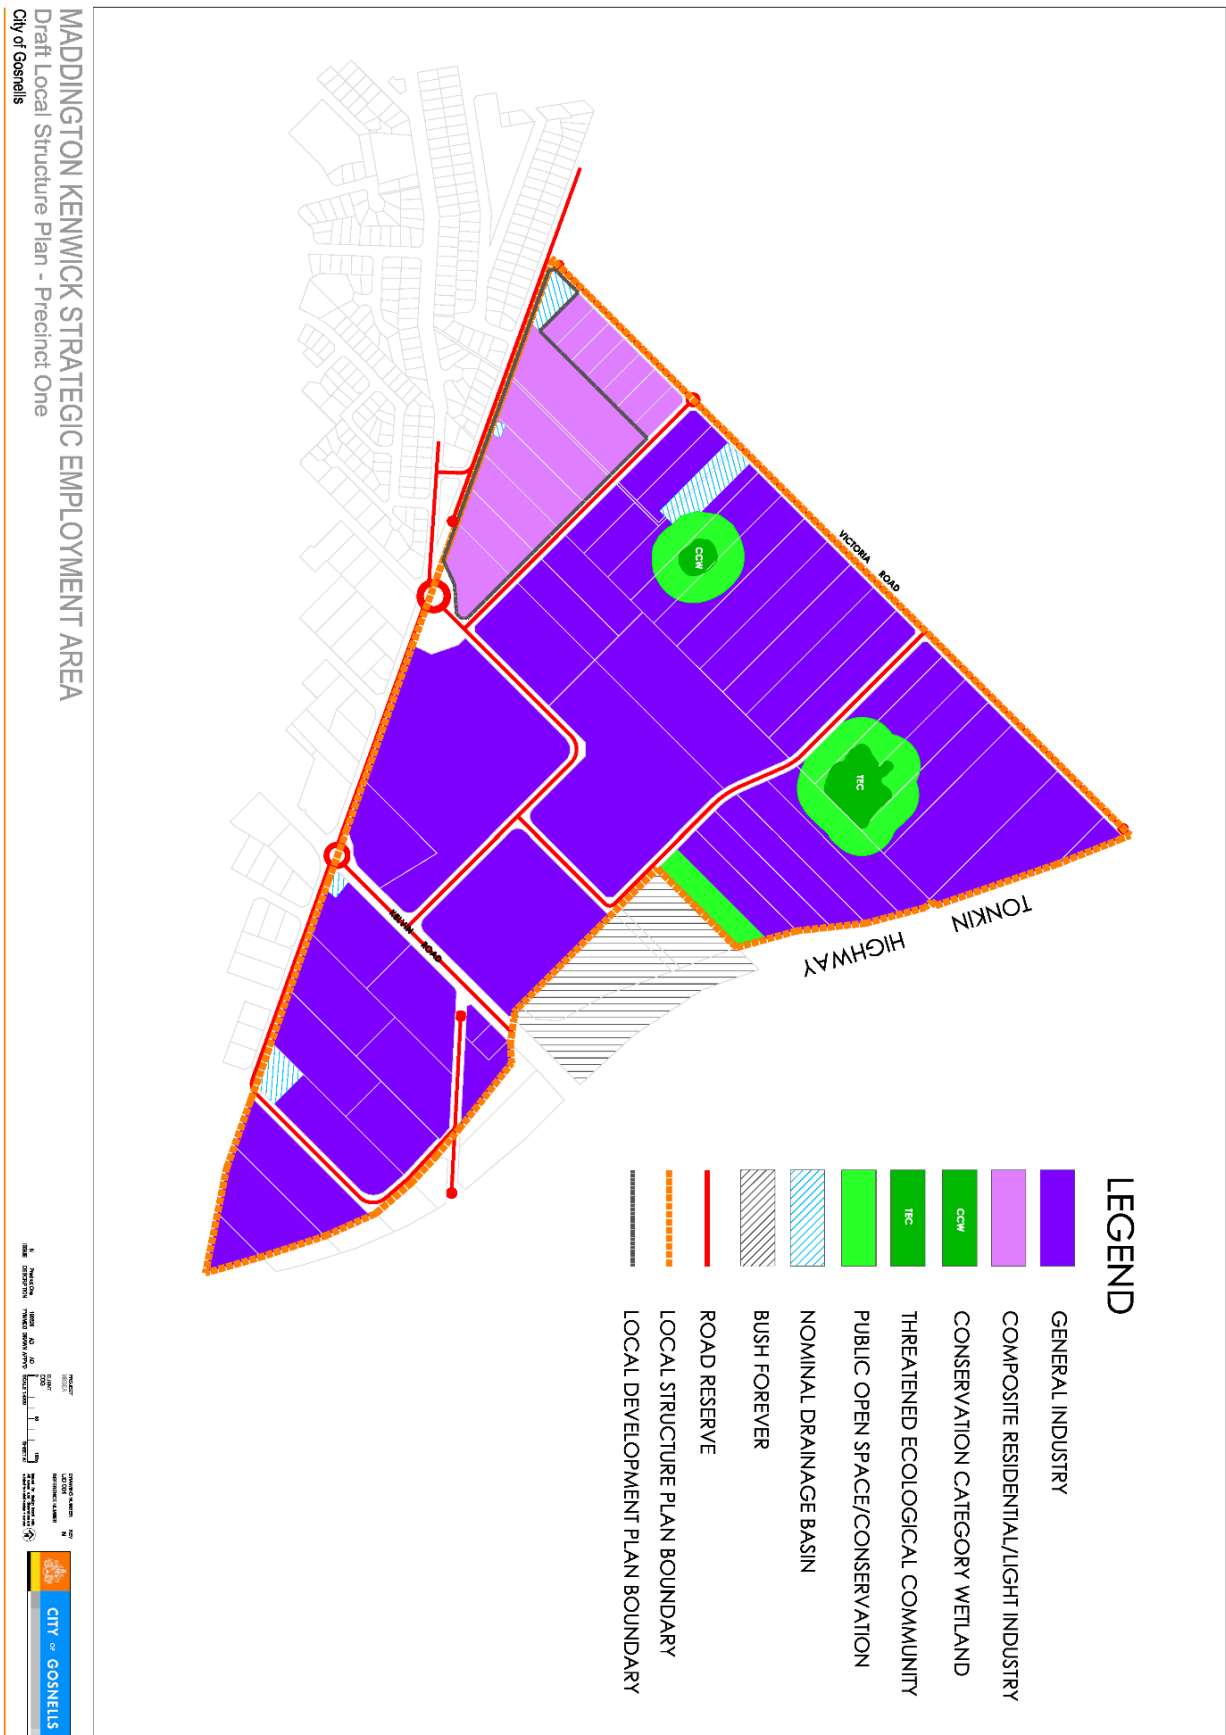 MADDINGTON KENWICK STRATEGIC EMPLOYMENT AREA
Draft Local Structure Plan - Precinct One
City of Gosnells
VICTORIA ROAD
TONKIN
HIGHWAY
KELVIN ROAD
CCW
TEC
LEGEND
GENERAL INDUSTRY
COMPOSITE RESIDENTIAL/LIGHT INDUSTRY
CCW
CONSERVATION CATEGORY WETLAND
TEC
THREATENED ECOLOGICAL COMMUNITY
PUBLIC OPEN SPACE/CONSERVATION
NOMINAL DRAINAGE BASIN
BUSH FOREVER
ROAD RESERVE
LOCAL STRUCTURE PLAN BOUNDARY
LOCAL DEVELOPMENT PLAN BOUNDARY
CITY OF GOSNELLS